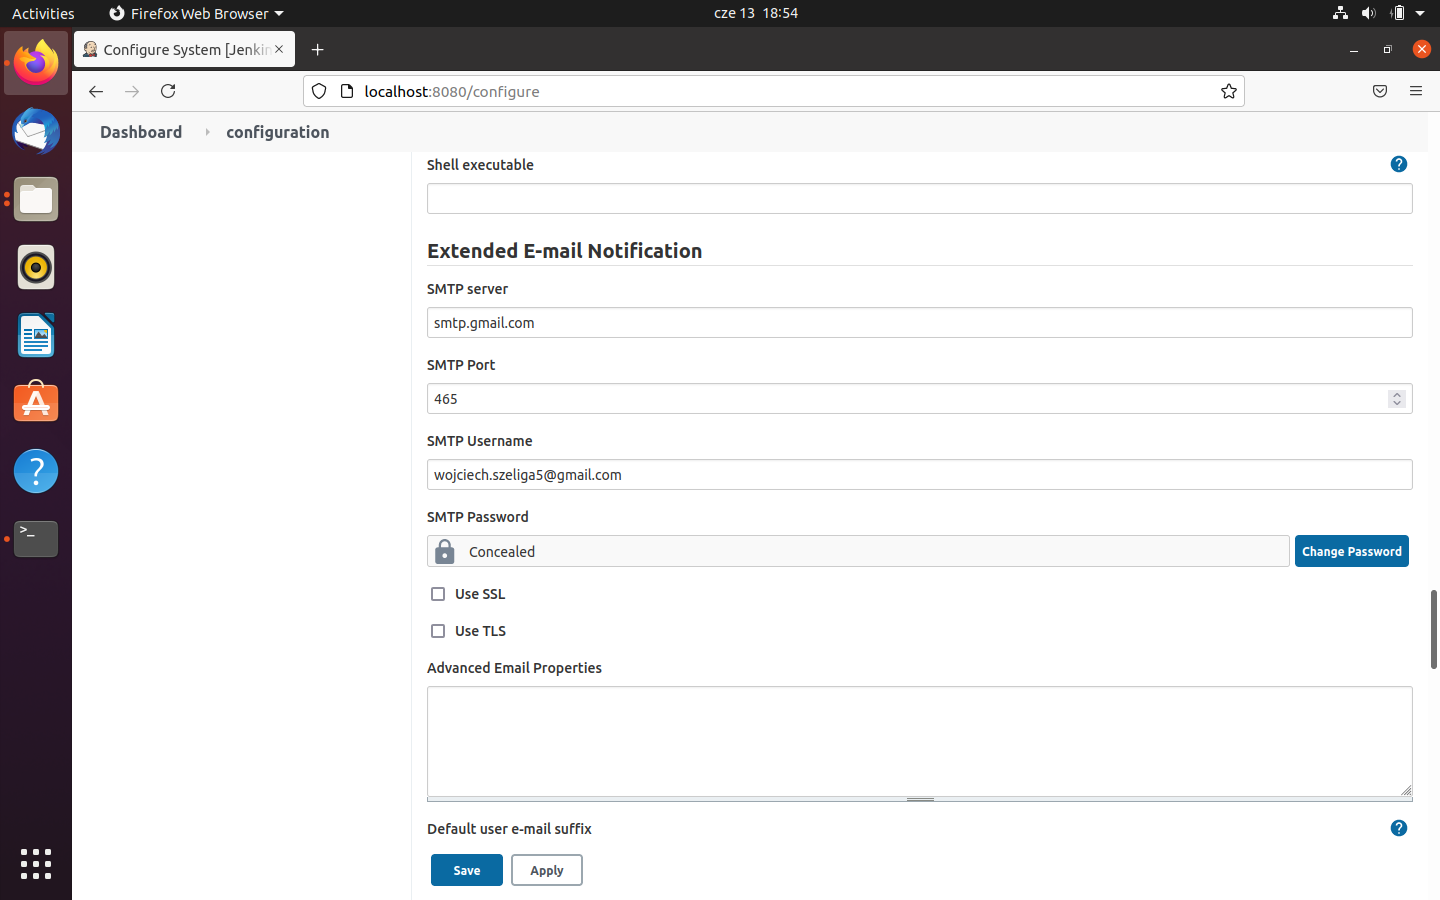 Activities
Firefox Web Browser
cze 13 18:54
Configure System [Jenkin
localhost:8080/configure
Dashboard
configuration
Shell executable
?
Extended E-mail Notification
SMTP server
smtp.gmail.com
SMTP Port
465
SMTP Username
wojciech.szeliga5@gmail.com
SMTP Password
Concealed
Change Password
Use SSL
Use TLS
Advanced Email Properties
Default user e-mail suffix
?
Save
Apply